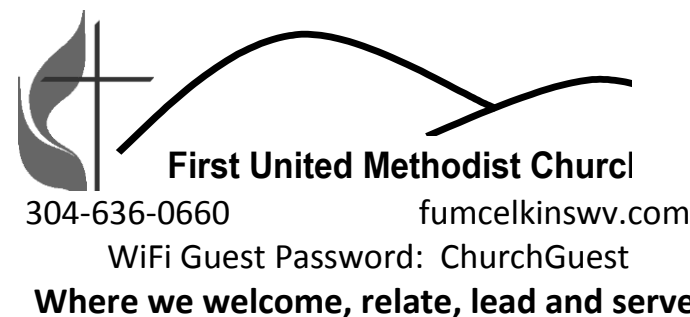 First United Methodist Churc
304-636-0660 fumcelkinswv.com
WiFi Guest Password: ChurchGuest
Where we welcome, relate, lead and serve